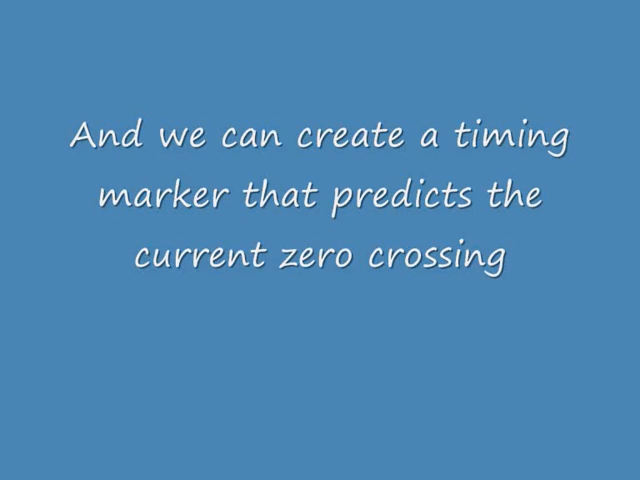 And we can create a timing
marker that predicts the
current zero crossing